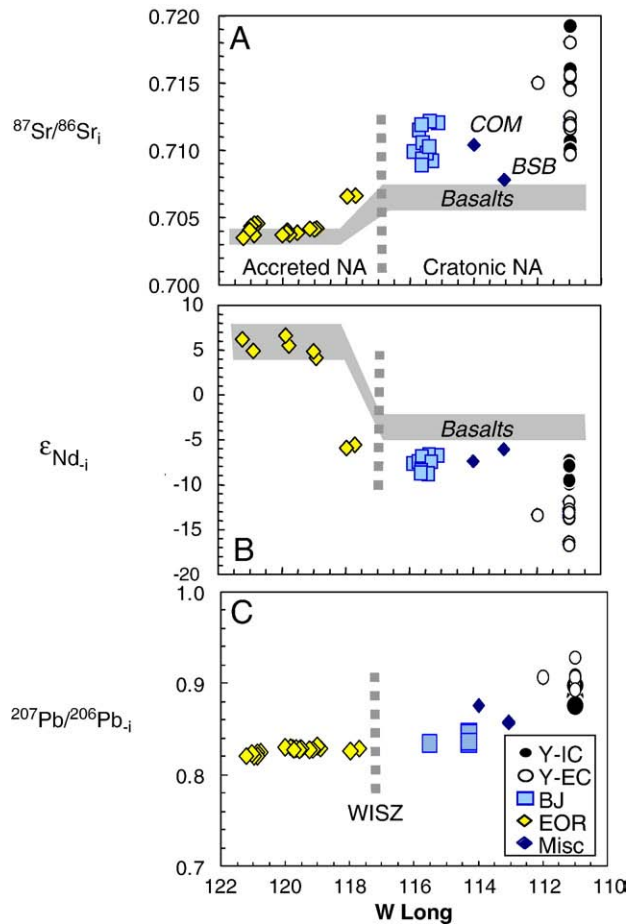 A
0.720
0.715
0.710
0.705
0.700
⁸⁷Sr/⁸⁶Srᵢ
COM
BSB
Basalts
Accreted NA
Cratonic NA
B
10
5
0
-5
-10
-15
-20
εNd-i
Basalts
C
1.0
0.9
0.8
0.7
²⁰⁷Pb/²⁰⁶Pb-i
WISZ
Y-IC
Y-EC
BJ
EOR
Misc
122 120 118 116 114 112 110
W Long